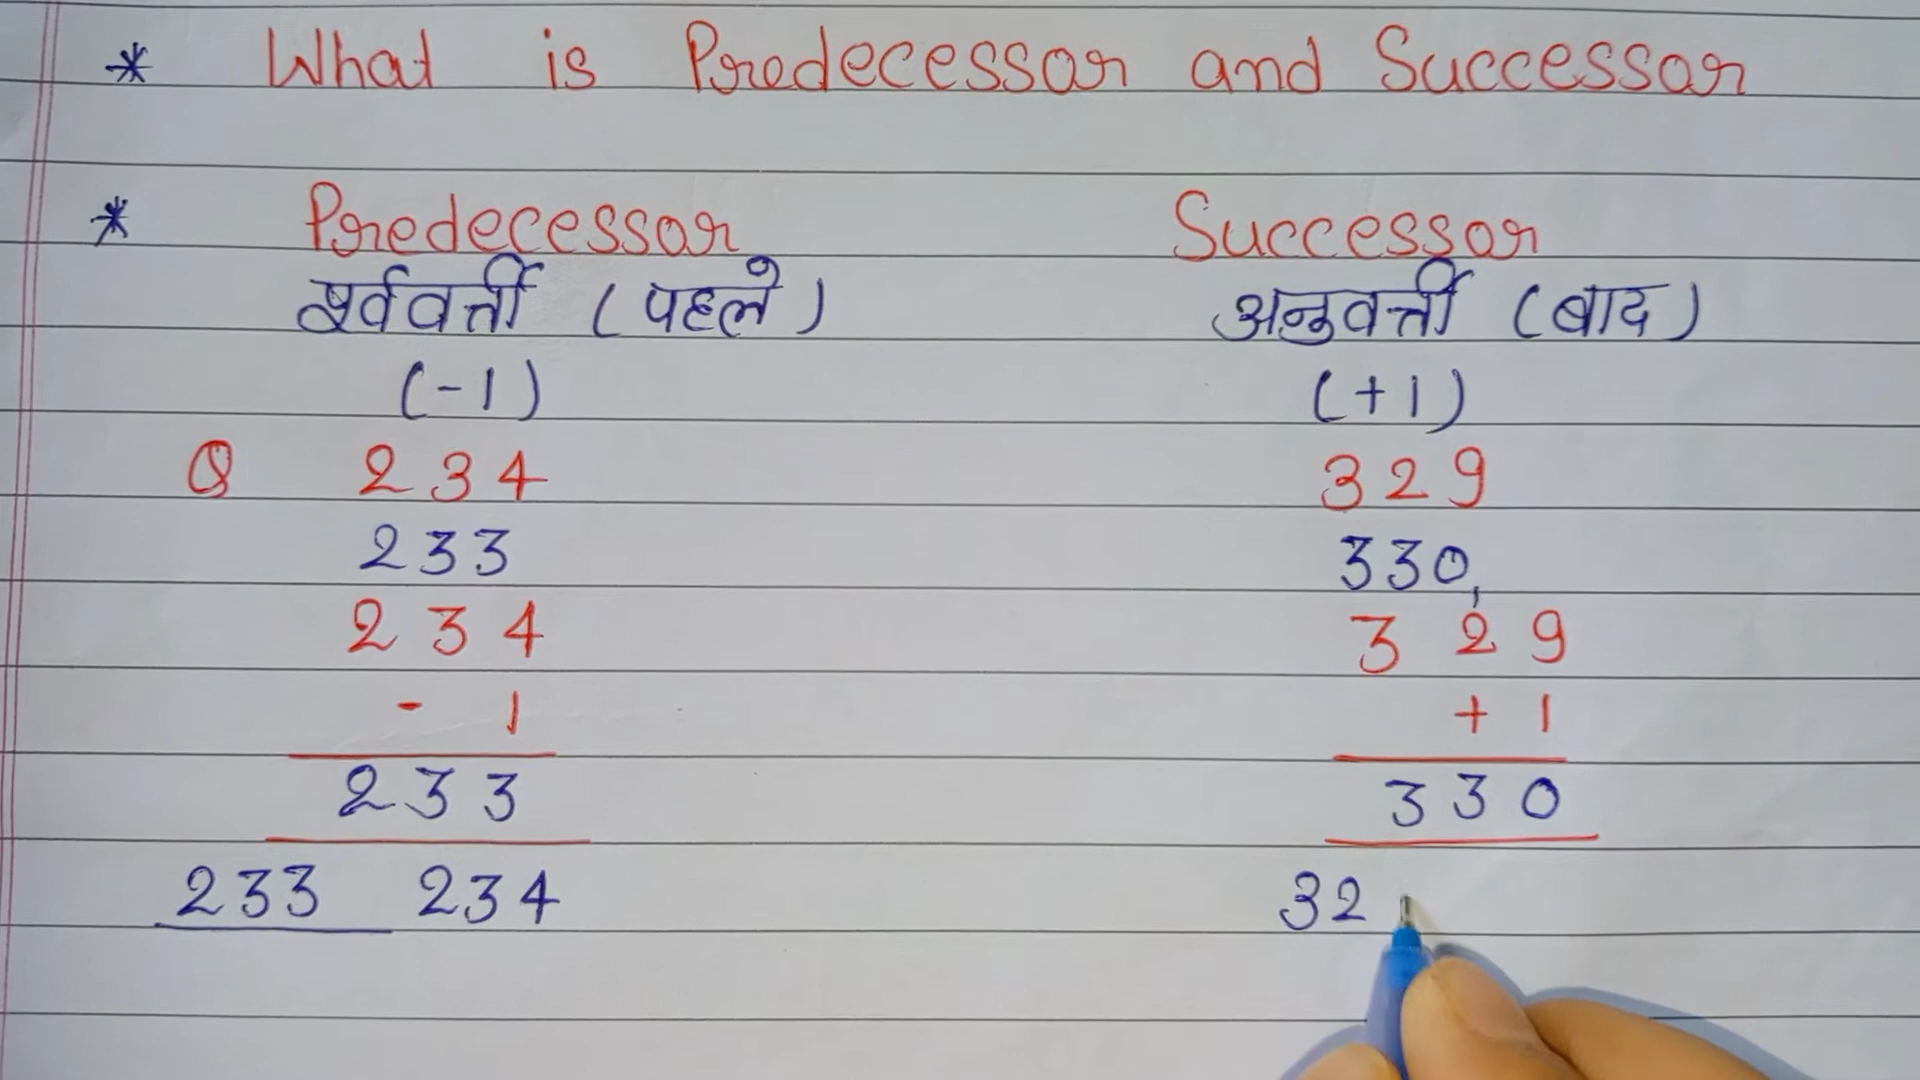 * What is Predecessor and Successor
* Predecessor Successor
पूर्ववर्ती (पहले) अनुवर्त्ती (बाद)
(-1) (+1)
Q 234 329
233 330,
234 329
- 1 + 1
233 330
233 234 32